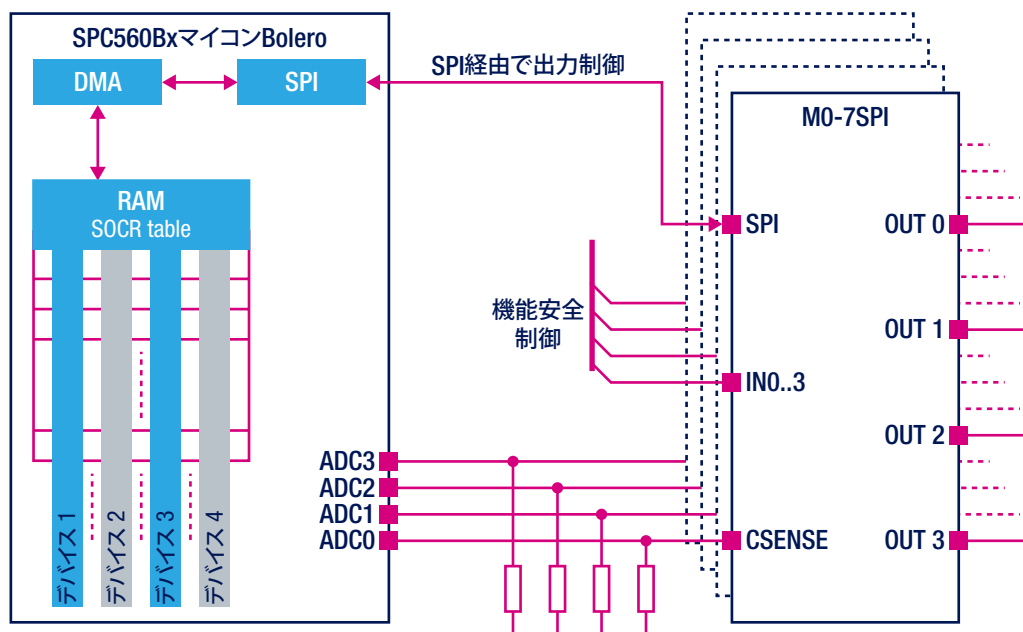 SPC560BxマイコンBolero
DMA
SPI
SPI経由で出力制御
M0-7SPI
RAM
SOCR table
SPI
OUT 0
機能安全
制御
OUT 1
IN0..3
OUT 2
ADC3
ADC2
ADC1
ADC0
CSENSE
OUT 3
デバイス 1
デバイス 2
デバイス 3
デバイス 4